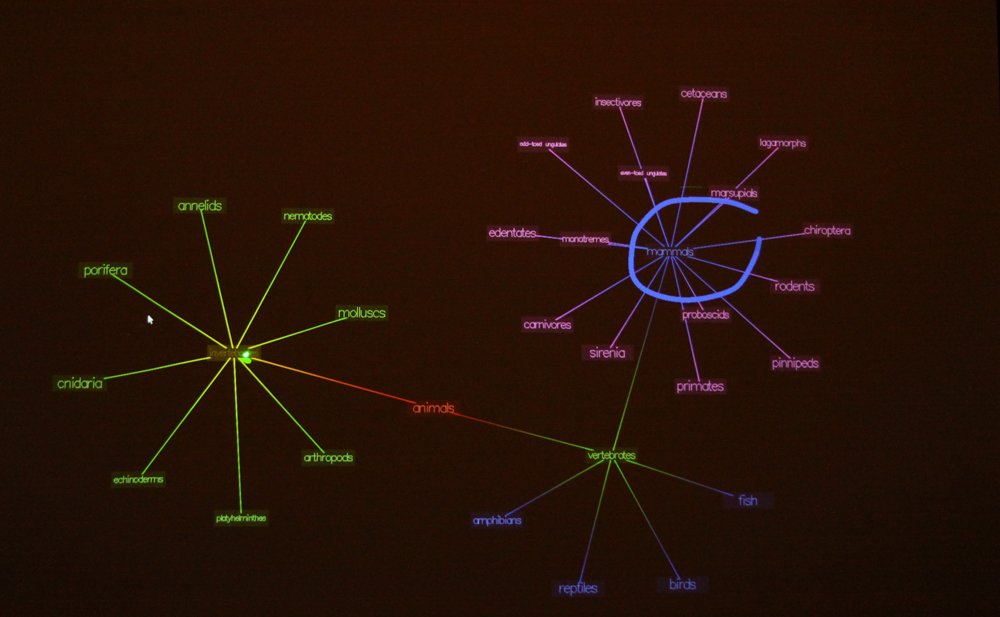 cetaceans
insectivores
lagomorphs
odd-toed ungulates
even-toed ungulates
marsupials
annelids
nematodes
chiroptera
edentates
monotremes
mammals
porifera
rodents
molluscs
proboscids
carnivores
sirenia
invertebrates
pinnipeds
cnidaria
primates
animals
vertebrates
arthropods
echinoderms
fish
platyhelminthes
amphibians
birds
reptiles